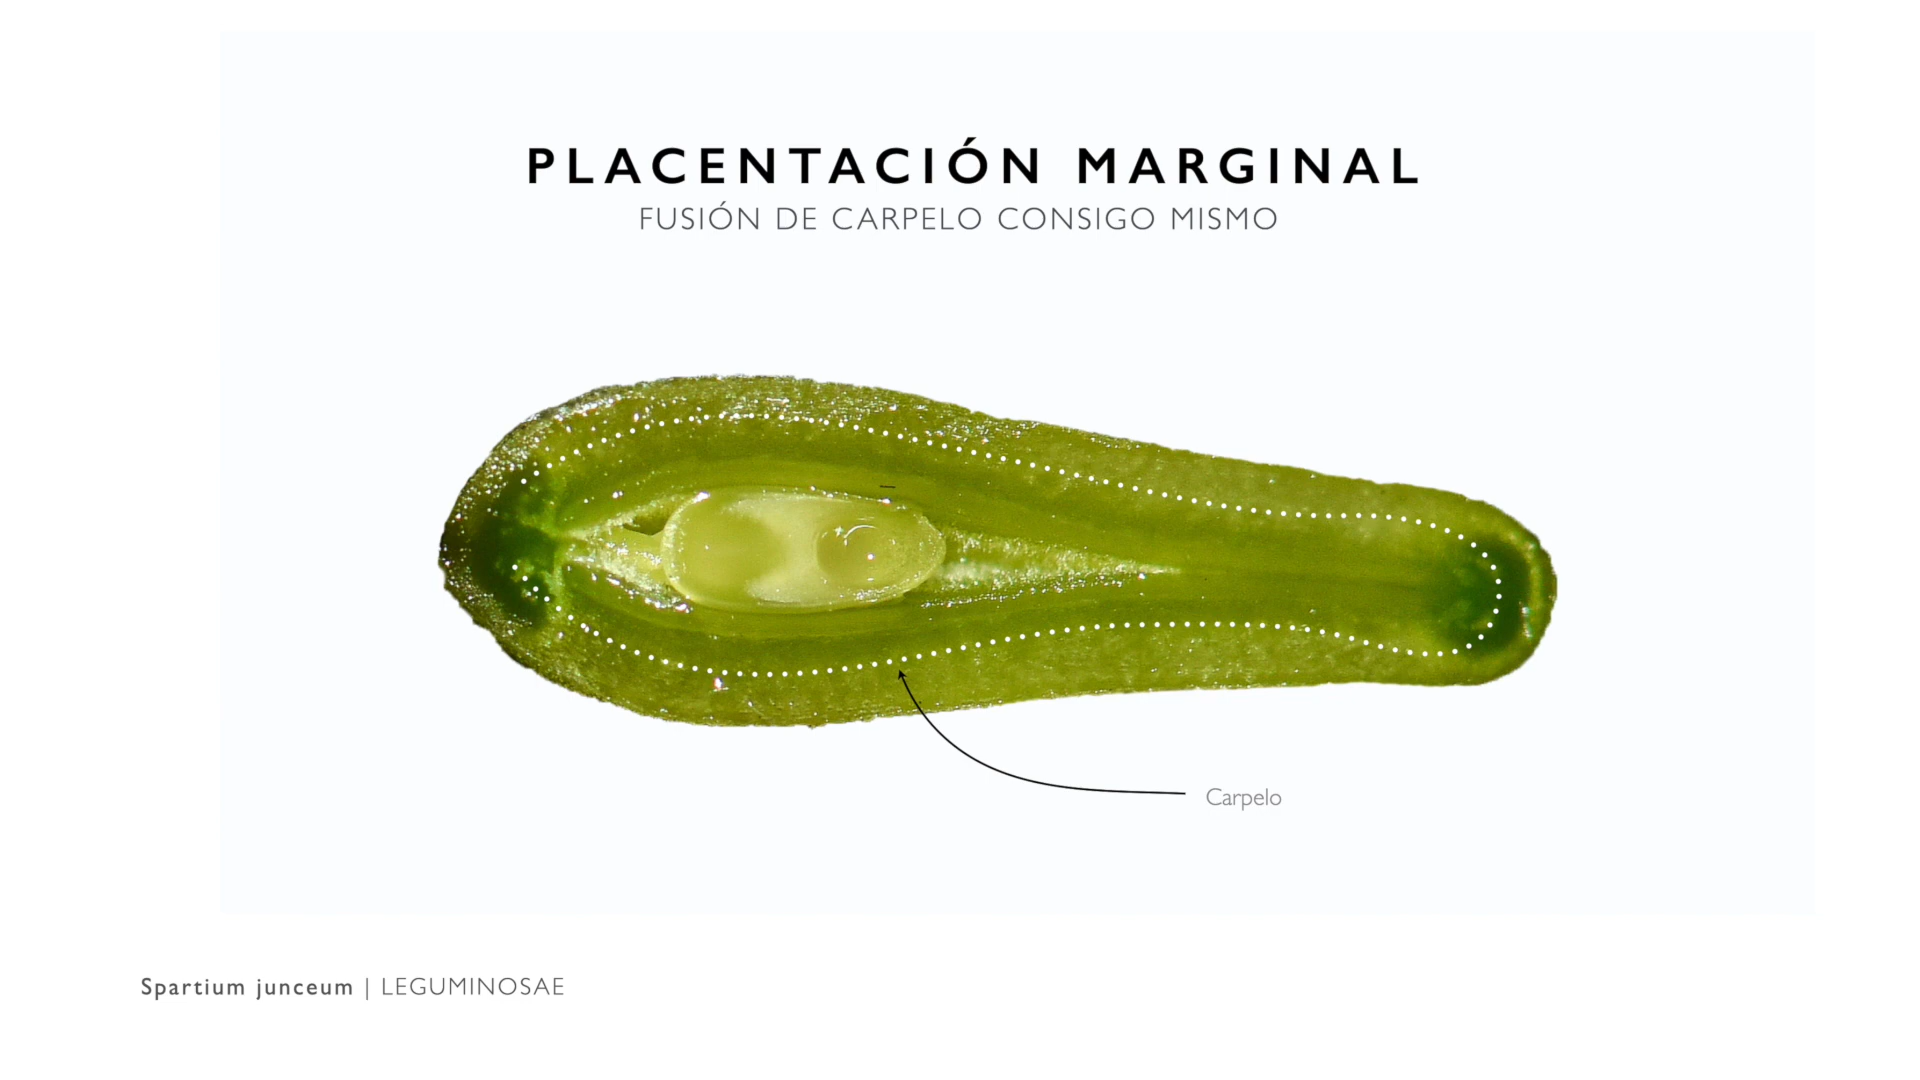 PLACENTACIÓN MARGINAL
FUSIÓN DE CARPELO CONSIGO MISMO
Carpelo
Spartium junceum | LEGUMINOSAE